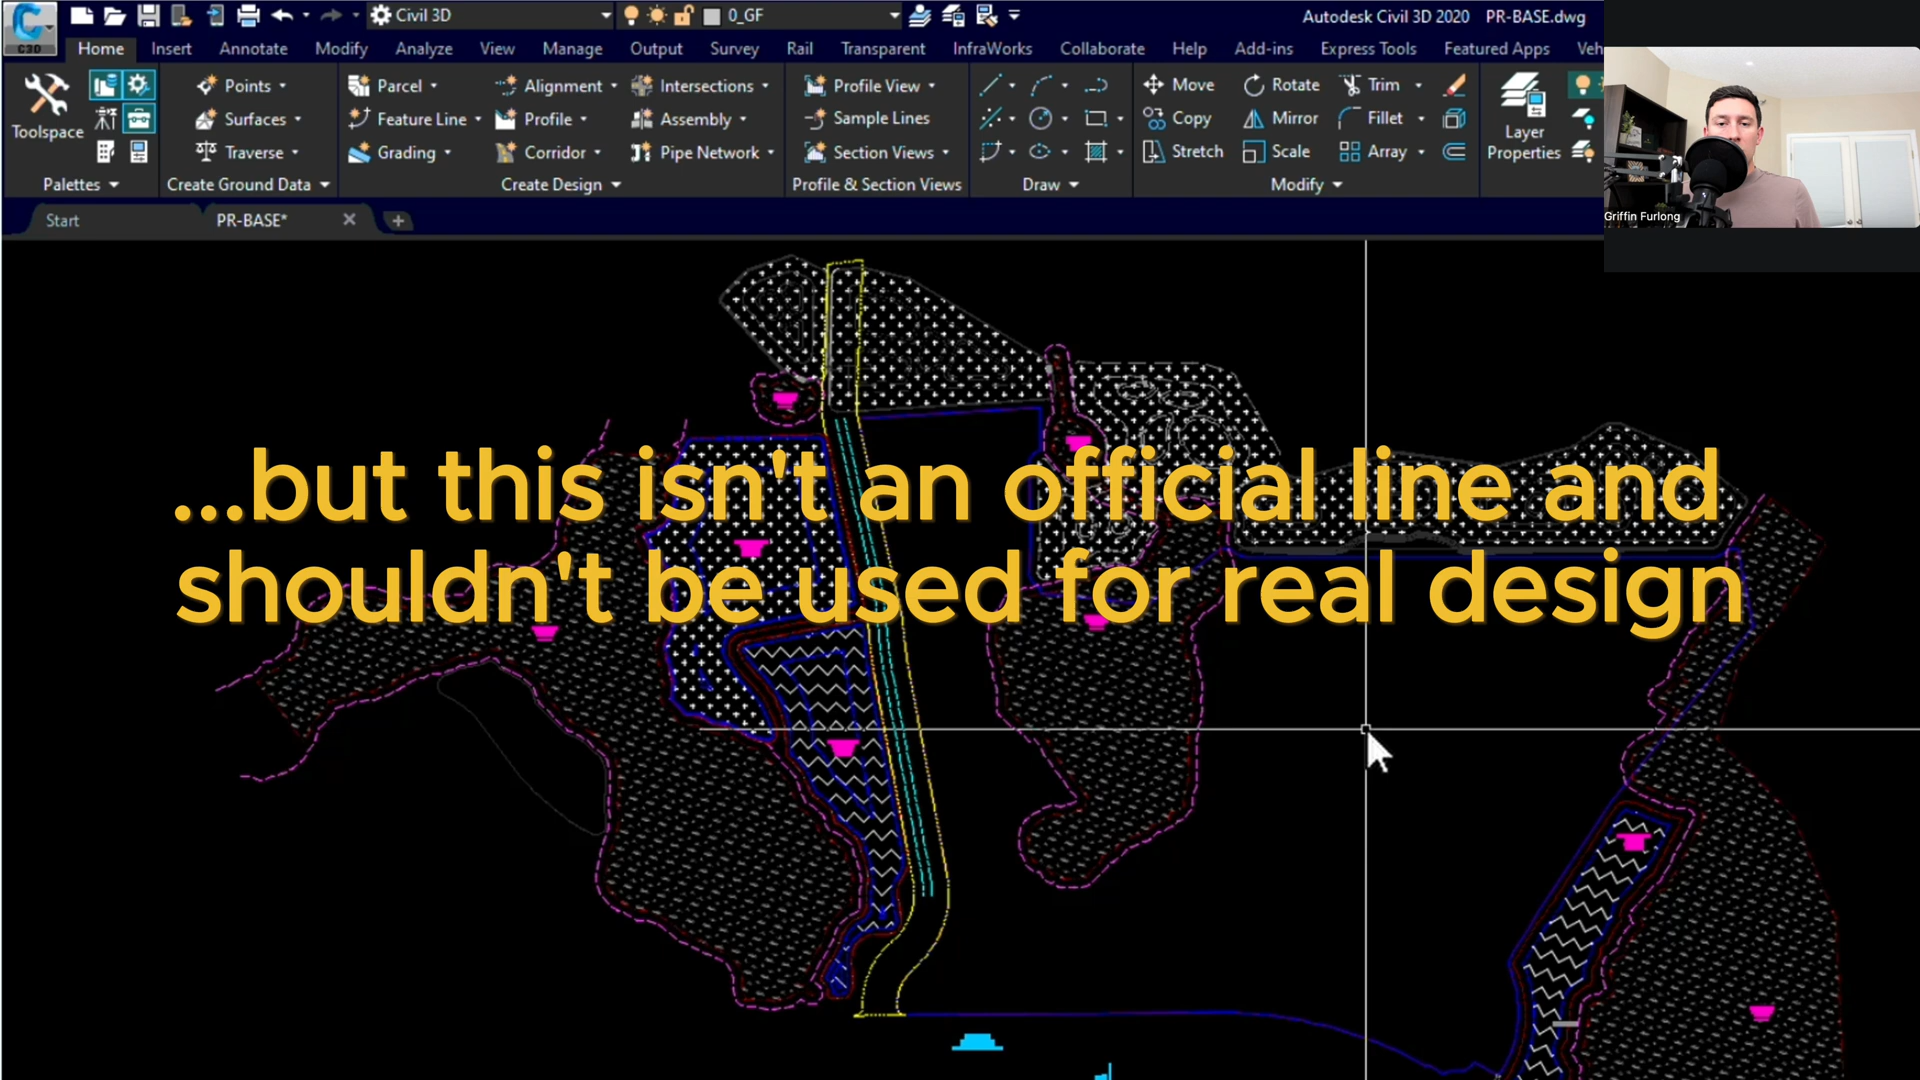 Civil 3D
0_GF
Autodesk Civil 3D 2020 PR-BASE.dwg
C3D
Home Insert Annotate Modify Analyze View Manage Output Survey Rail Transparent InfraWorks Collaborate Help Add-ins Express Tools Featured Apps Veh
Points Parcel Alignment Intersections Profile View Move Rotate Trim
Toolspace Surfaces Feature Line Profile Assembly Sample Lines Copy Mirror Fillet Layer Properties
Traverse Grading Corridor Pipe Network Section Views Stretch Scale Array
Palettes Create Ground Data Create Design Profile & Section Views Draw Modify
Griffin Furlong
Start PR-BASE*
...but this isn't an official line and
shouldn't be used for real design